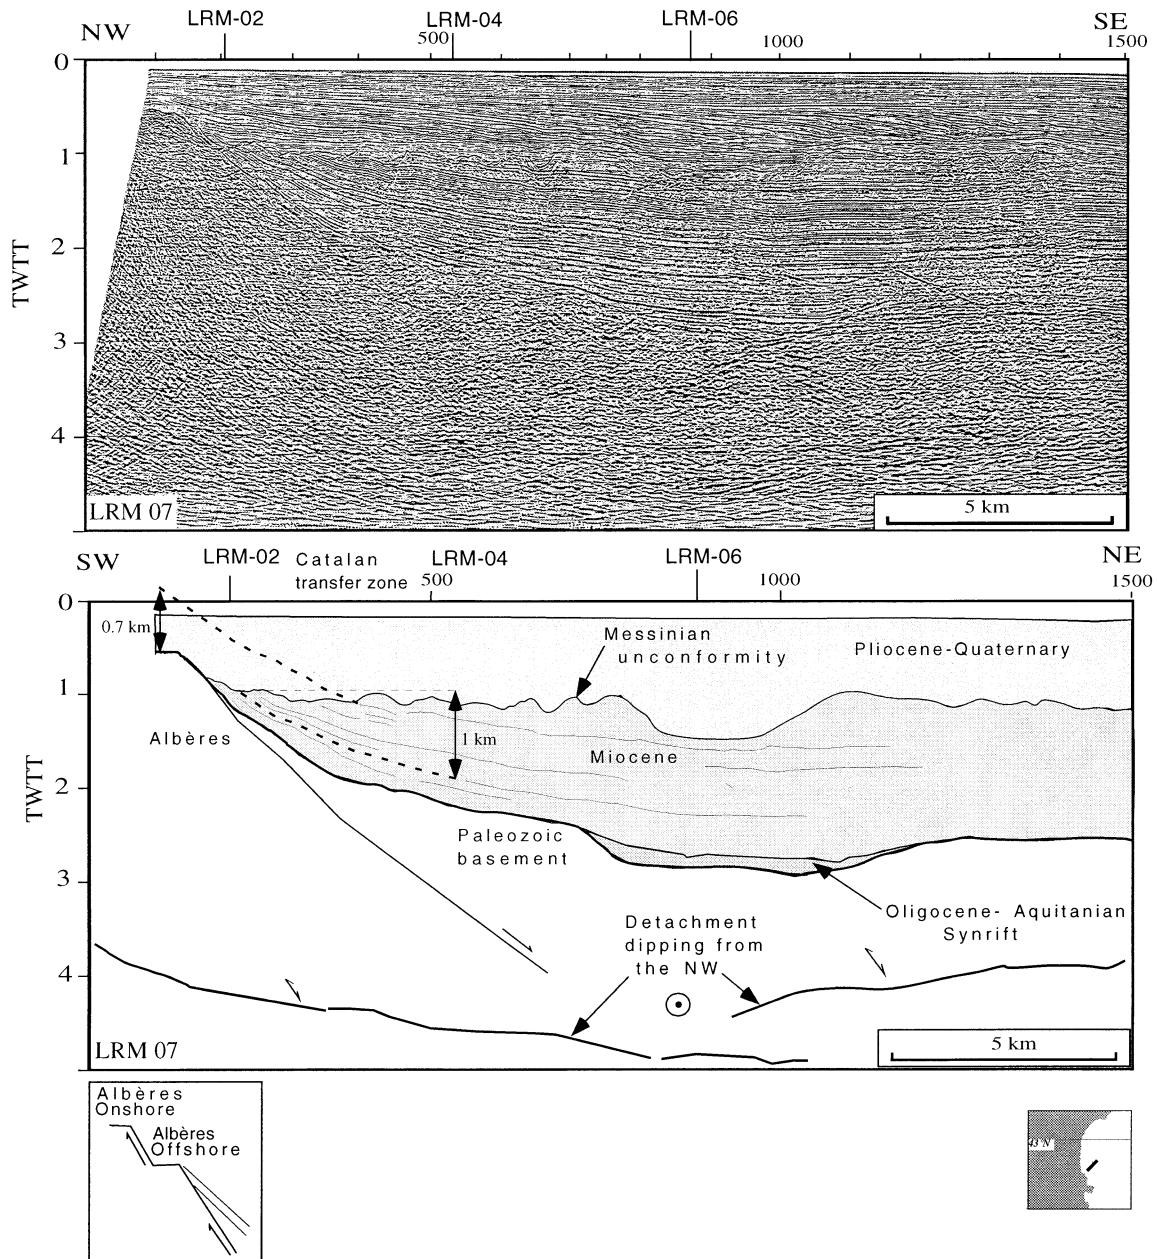 LRM-02 LRM-04 LRM-06
NW SE
500 1000 1500
0
1
2
TWTT
3
4
LRM 07
5 km
SW NE
LRM-02 Catalan LRM-04 LRM-06
transfer zone 500 1000 1500
0
0.7 km
Messinian
unconformity
Pliocene-Quaternary
1
Albères
1 km
Miocene
2
TWTT
Paleozoic
basement
3
Oligocene- Aquitanian
Synrift
Detachment
dipping from
the NW
4
LRM 07
5 km
Albères
Onshore
Albères
Offshore
43 N